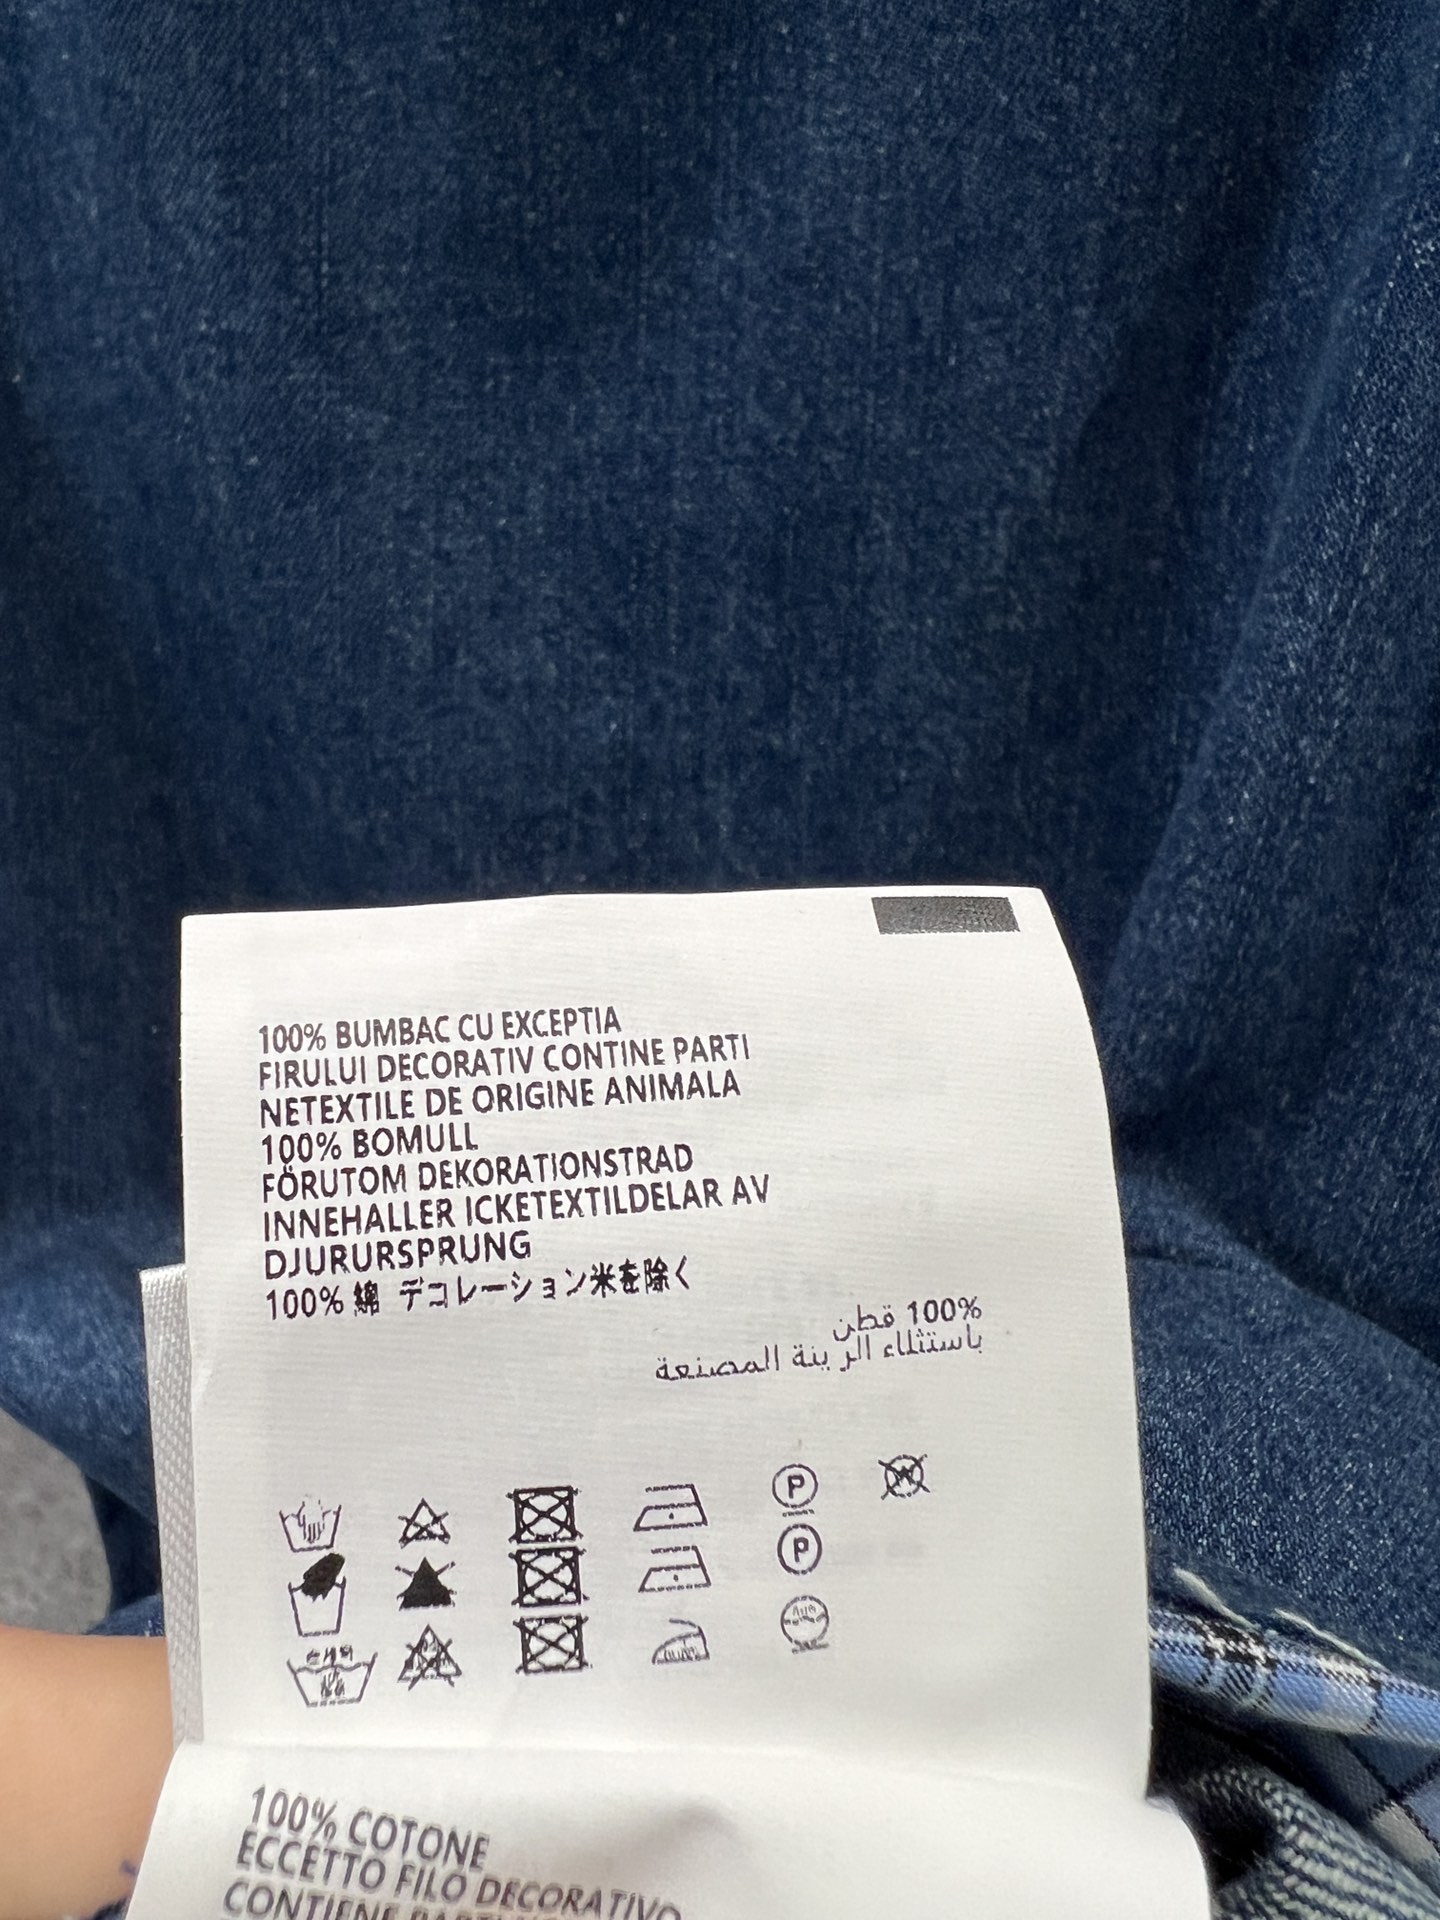 100% BUMBAC CU EXCEPTIA
FIRULUI DECORATIV CONTINE PARTI
NETEXTILE DE ORIGINE ANIMALA
100% BOMULL
FÖRUTOM DEKORATIONSTRAD
INNEHALLER ICKETEXTILDELAR AV
DJURURSPRUNG
100% 綿 デコレーション米を除く
100% قطن
باستثناء الزينة المصنعة
P
W
P
100% COTONE
ECCETTO FILO DECORATIVO
CONTIENE